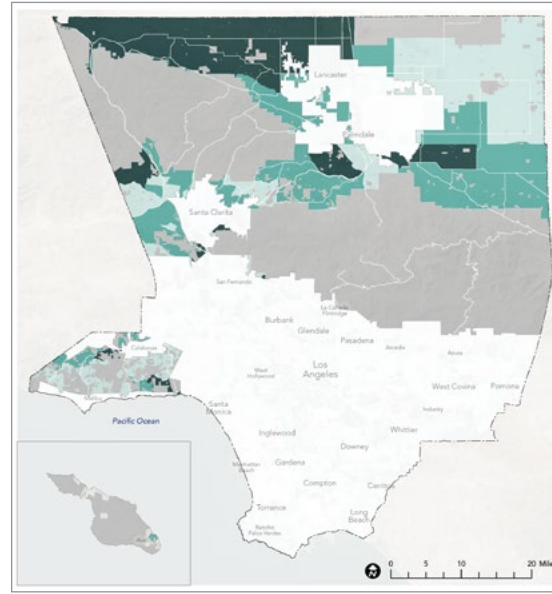 Lancaster
Palmdale
Santa Clarita
San Fernando
La Cañada
Flintridge
Burbank
Glendale
Pasadena
Arcadia
Azusa
Calabasas
West
Hollywood
Los
Angeles
West Covina
Pomona
Malibu
Santa
Monica
Industry
Pacific Ocean
Whittier
Inglewood
Downey
Manhattan
Beach
Gardena
Compton
Cerritos
Torrance
Long
Beach
Rancho
Palos Verdes
N
0 5 10 20 Mile